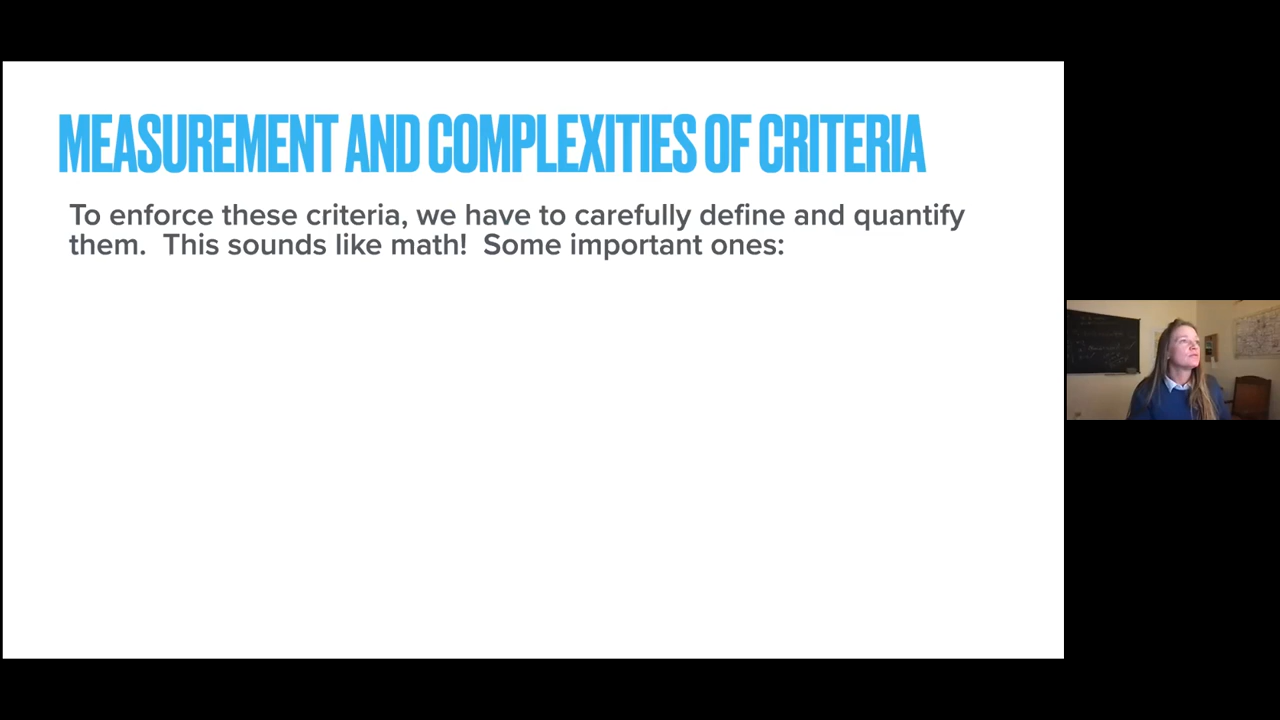 MEASUREMENT AND COMPLEXITIES OF CRITERIA
To enforce these criteria, we have to carefully define and quantify
them.  This sounds like math!  Some important ones: